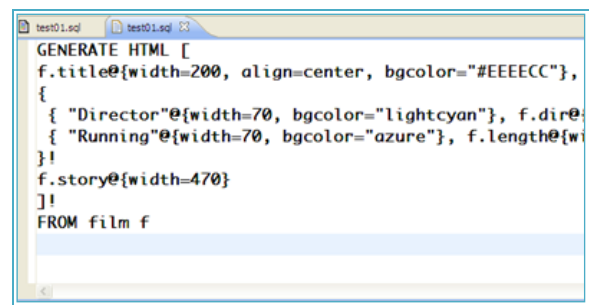 test01.sql test01.sql
GENERATE HTML [
f.title@{width=200, align=center, bgcolor="#EEEECC"},
{
{ "Director"@{width=70, bgcolor="lightcyan"}, f.dir@{
{ "Running"@{width=70, bgcolor="azure"}, f.length@{wi
}!
f.story@{width=470}
]!
FROM film f